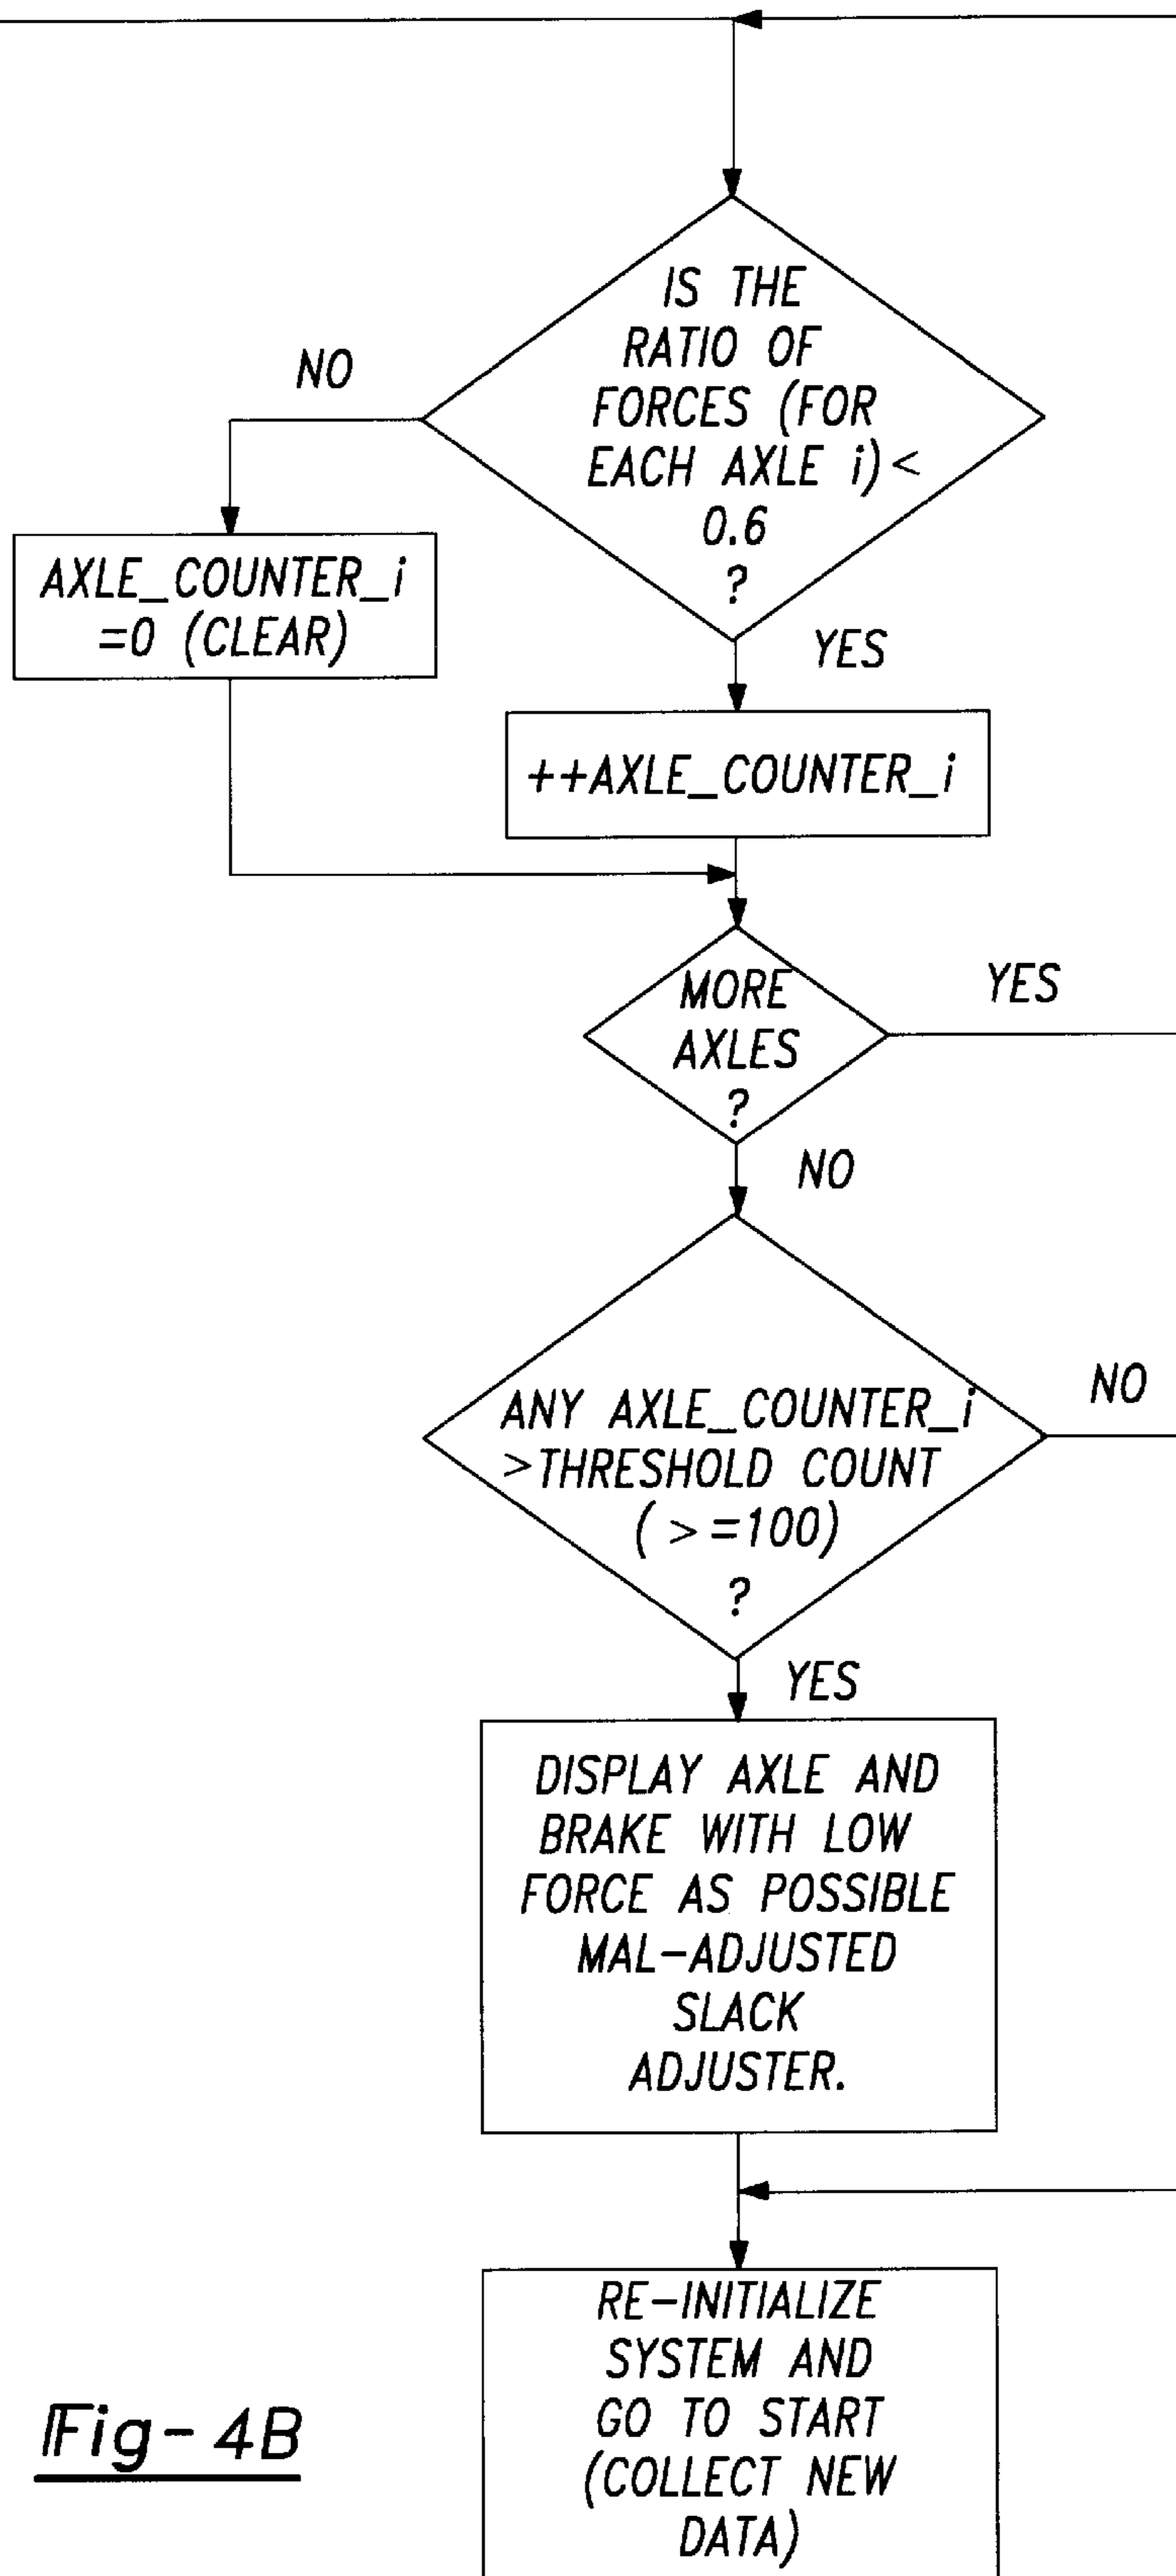 IS THE
RATIO OF
FORCES (FOR
EACH AXLE i)<
0.6
?
NO
AXLE_COUNTER_i
=0 (CLEAR)
YES
++AXLE_COUNTER_i
MORE
AXLES
?
YES
NO
ANY AXLE_COUNTER_i
>THRESHOLD COUNT
(>=100)
?
NO
YES
DISPLAY AXLE AND
BRAKE WITH LOW
FORCE AS POSSIBLE
MAL-ADJUSTED
SLACK
ADJUSTER.
RE-INITIALIZE
SYSTEM AND
GO TO START
(COLLECT NEW
DATA)
Fig-4B